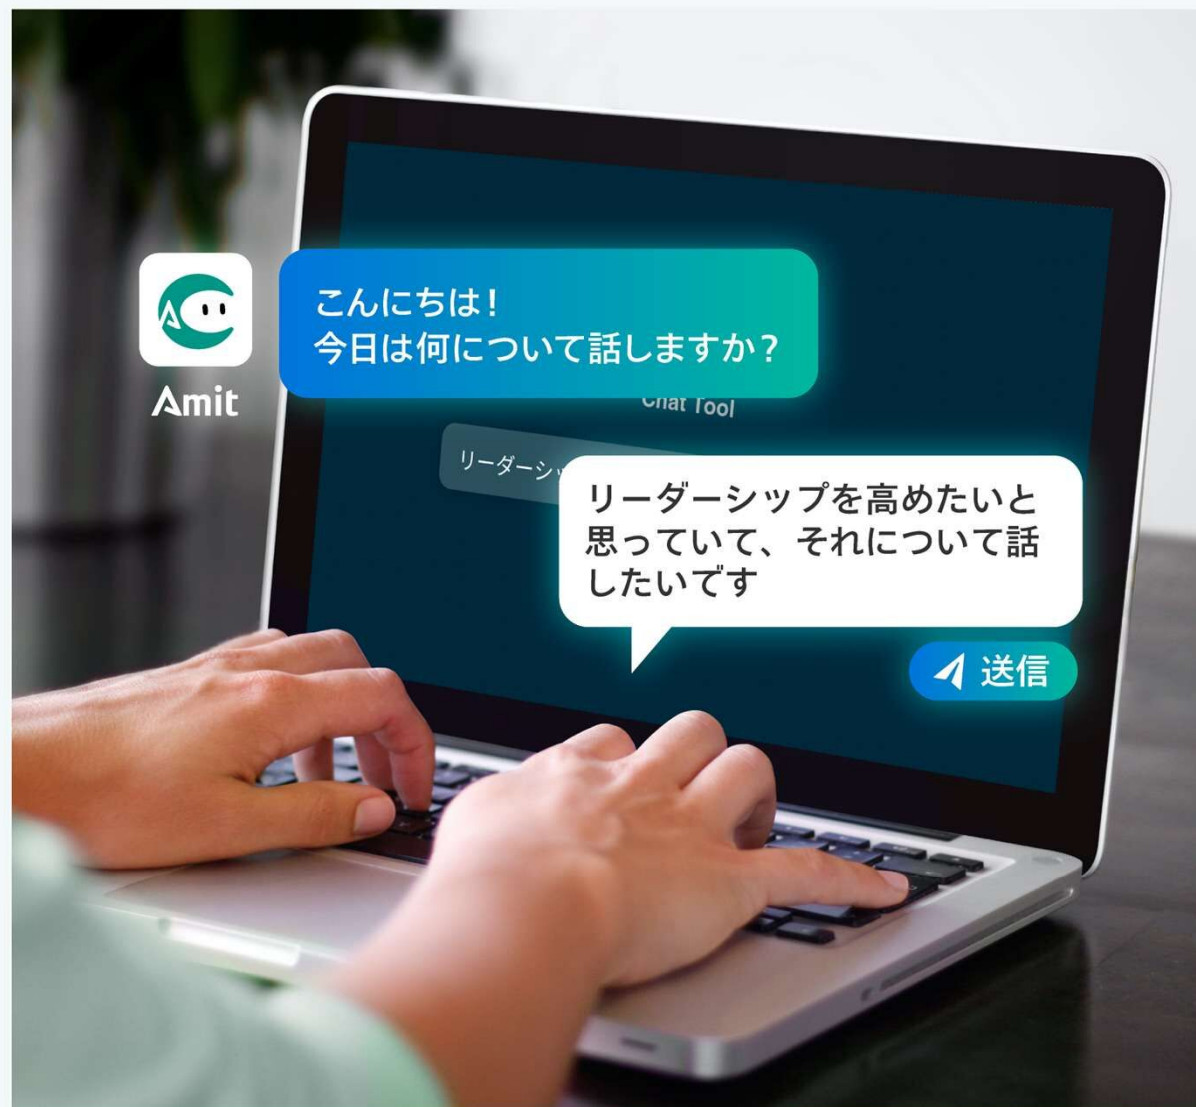 こんにちは!
今日は何について話しますか?
Amit
Chat Tool
リーダーシッ
リーダーシップを高めたいと
思っていて、それについて話
したいです
送信